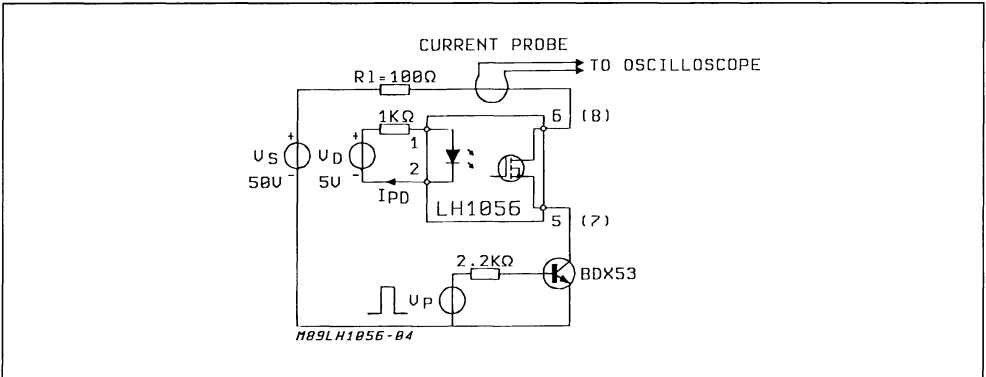 CURRENT PROBE
TO OSCILLOSCOPE
Rl=100Ω
6 (8)
1KΩ
1
+ +
VS VD
2
50V - 5V -
IPD
LH1056
5 (7)
2.2KΩ
BDX53
VP
M89LH1056-04